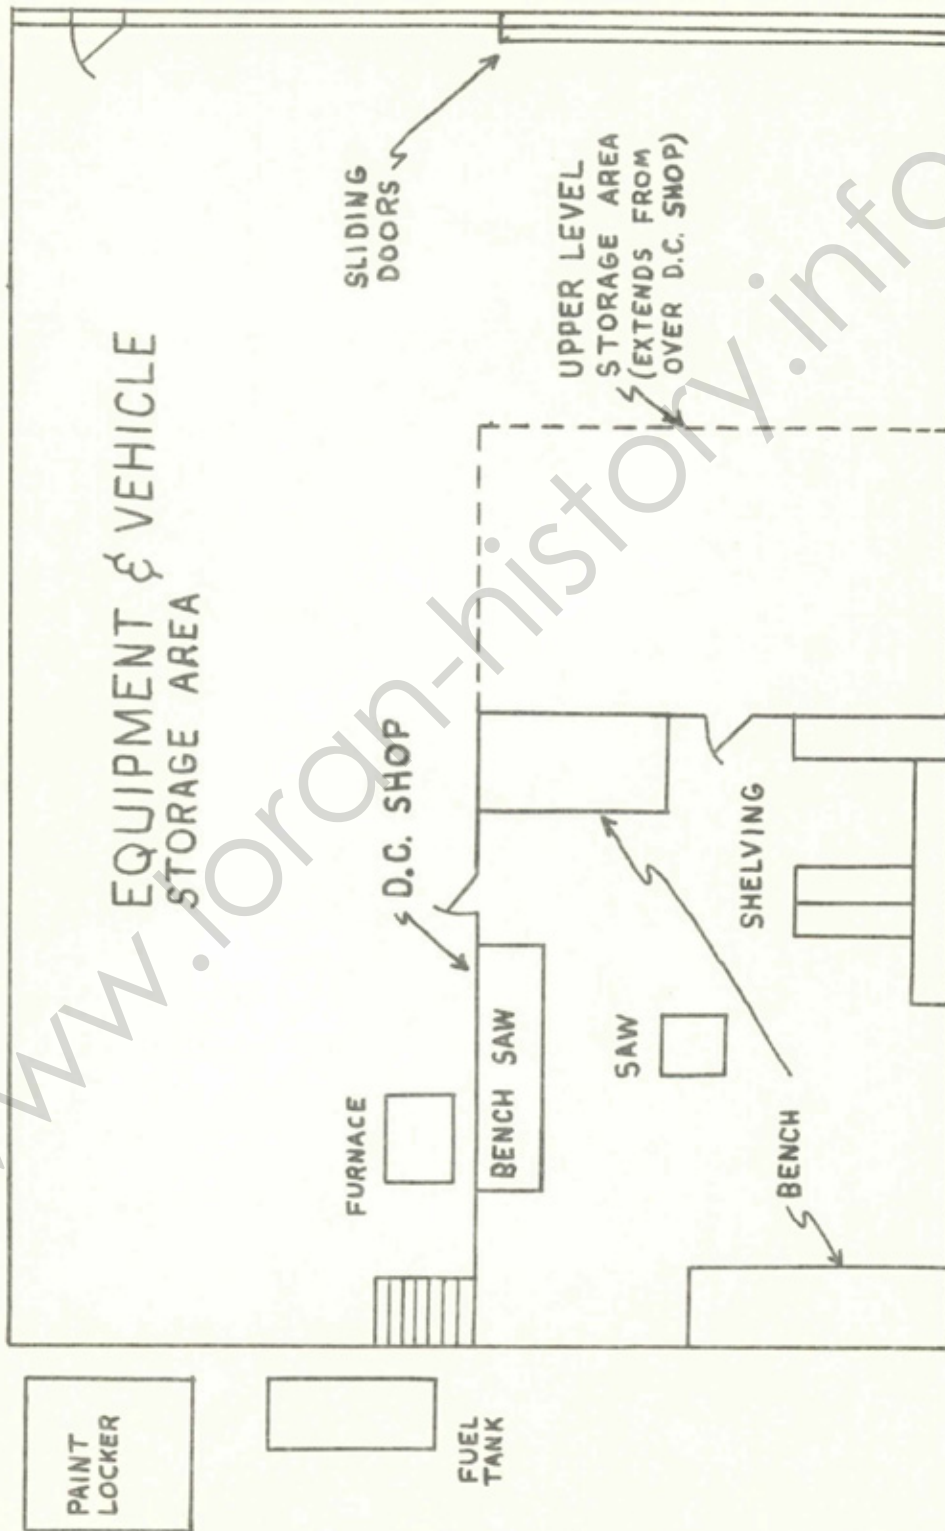 EQUIPMENT & VEHICLE
STORAGE AREA
SLIDING
DOORS
UPPER LEVEL
STORAGE AREA
(EXTENDS FROM
OVER D.C. SHOP)
D.C. SHOP
FURNACE
BENCH SAW
SAW
SHELVING
BENCH
PAINT
LOCKER
FUEL
TANK
www.loran-history.info